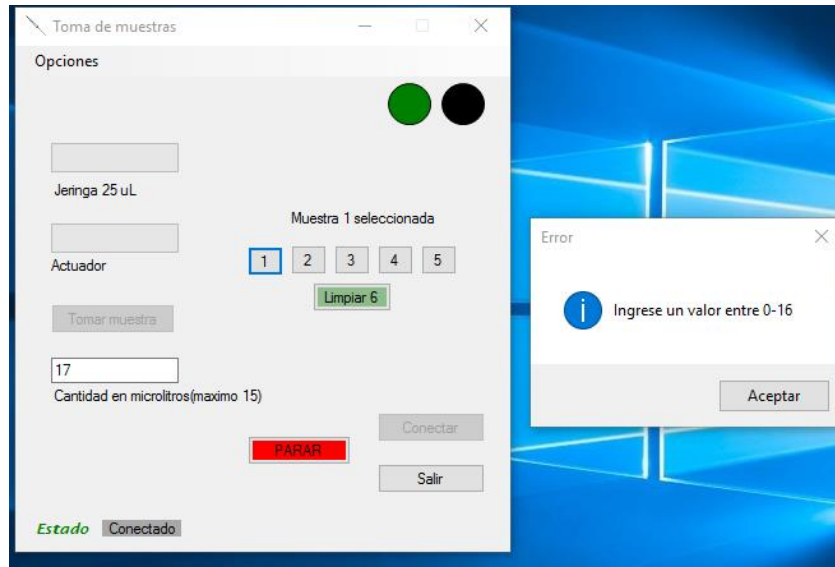 Toma de muestras
Opciones
Jeringa 25 uL
Muestra 1 seleccionada
Actuador
1 2 3 4 5
Limpiar 6
Tomar muestra
17
Cantidad en microlitros(maximo 15)
Conectar
PARAR
Salir
Estado Conectado
Error
Ingrese un valor entre 0-16
Aceptar